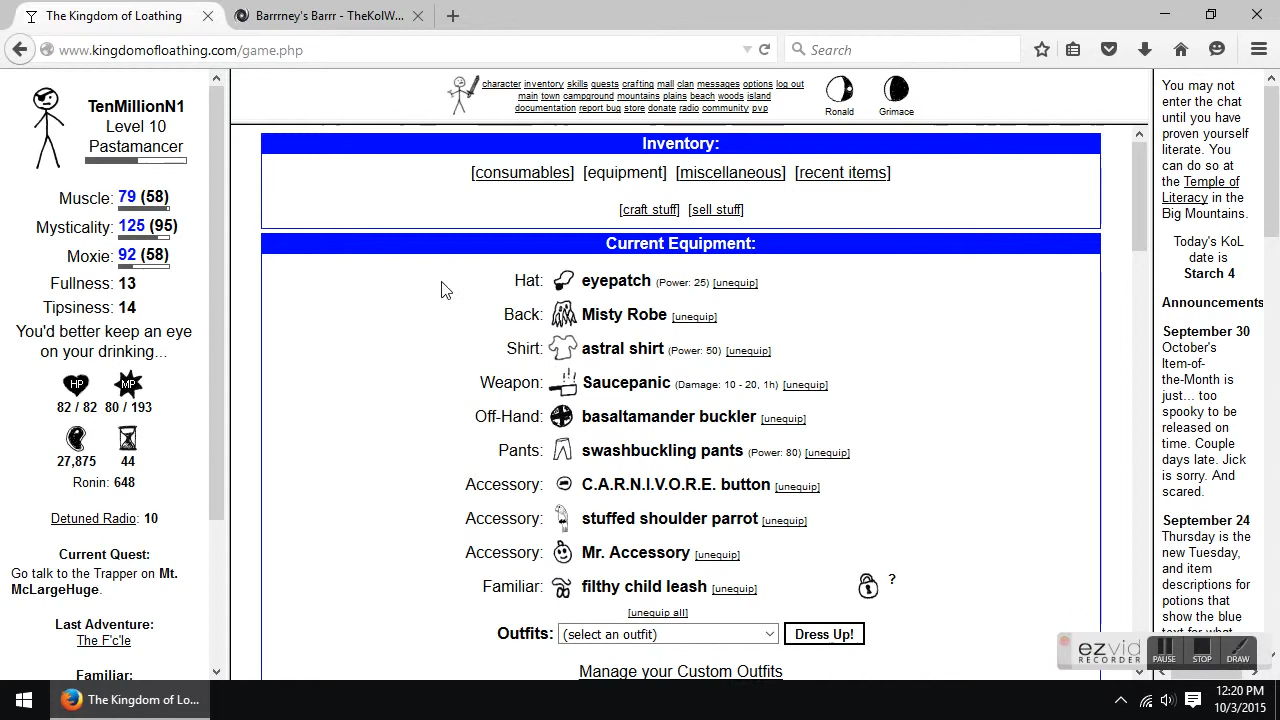 The Kingdom of Loathing
Barrrney's Barrr - TheKolW...
www.kingdomofloathing.com/game.php
Search
TenMillionN1
Level 10
Pastamancer
Muscle: 79 (58)
Mysticality: 125 (95)
Moxie: 92 (58)
Fullness: 13
Tipsiness: 14
You'd better keep an eye
on your drinking...
HP MP
82 / 82 80 / 193
27,875 44
Ronin: 648
Detuned Radio: 10
Current Quest:
Go talk to the Trapper on Mt.
McLargeHuge.
Last Adventure:
The F'c'le
Familiar:
character inventory skills quests crafting mall clan messages options log out
main town campground mountains plains beach woods island
documentation report bug store donate radio community pvp
Ronald Grimace
Inventory:
[consumables] [equipment] [miscellaneous] [recent items]
[craft stuff] [sell stuff]
Current Equipment:
Hat: eyepatch (Power: 25) [unequip]
Back: Misty Robe [unequip]
Shirt: astral shirt (Power: 50) [unequip]
Weapon: Saucepanic (Damage: 10 - 20, 1h) [unequip]
Off-Hand: basaltamander buckler [unequip]
Pants: swashbuckling pants (Power: 80) [unequip]
Accessory: C.A.R.N.I.V.O.R.E. button [unequip]
Accessory: stuffed shoulder parrot [unequip]
Accessory: Mr. Accessory [unequip]
Familiar: filthy child leash [unequip] ?
[unequip all]
Outfits: (select an outfit) Dress Up!
Manage your Custom Outfits
You may not
enter the chat
until you have
proven yourself
literate. You
can do so at
the Temple of
Literacy in the
Big Mountains.
Today's KoL
date is
Starch 4
Announcements
September 30
October's
Item-of-
the-Month is
just... too
spooky to be
released on
time. Couple
days late. Jick
is sorry. And
scared.
September 24
Thursday is the
new Tuesday,
and item
descriptions for
potions that
show the blue
text for what
ezvid
RECORDER
PAUSE STOP DRAW
The Kingdom of Lo...
12:20 PM
10/3/2015